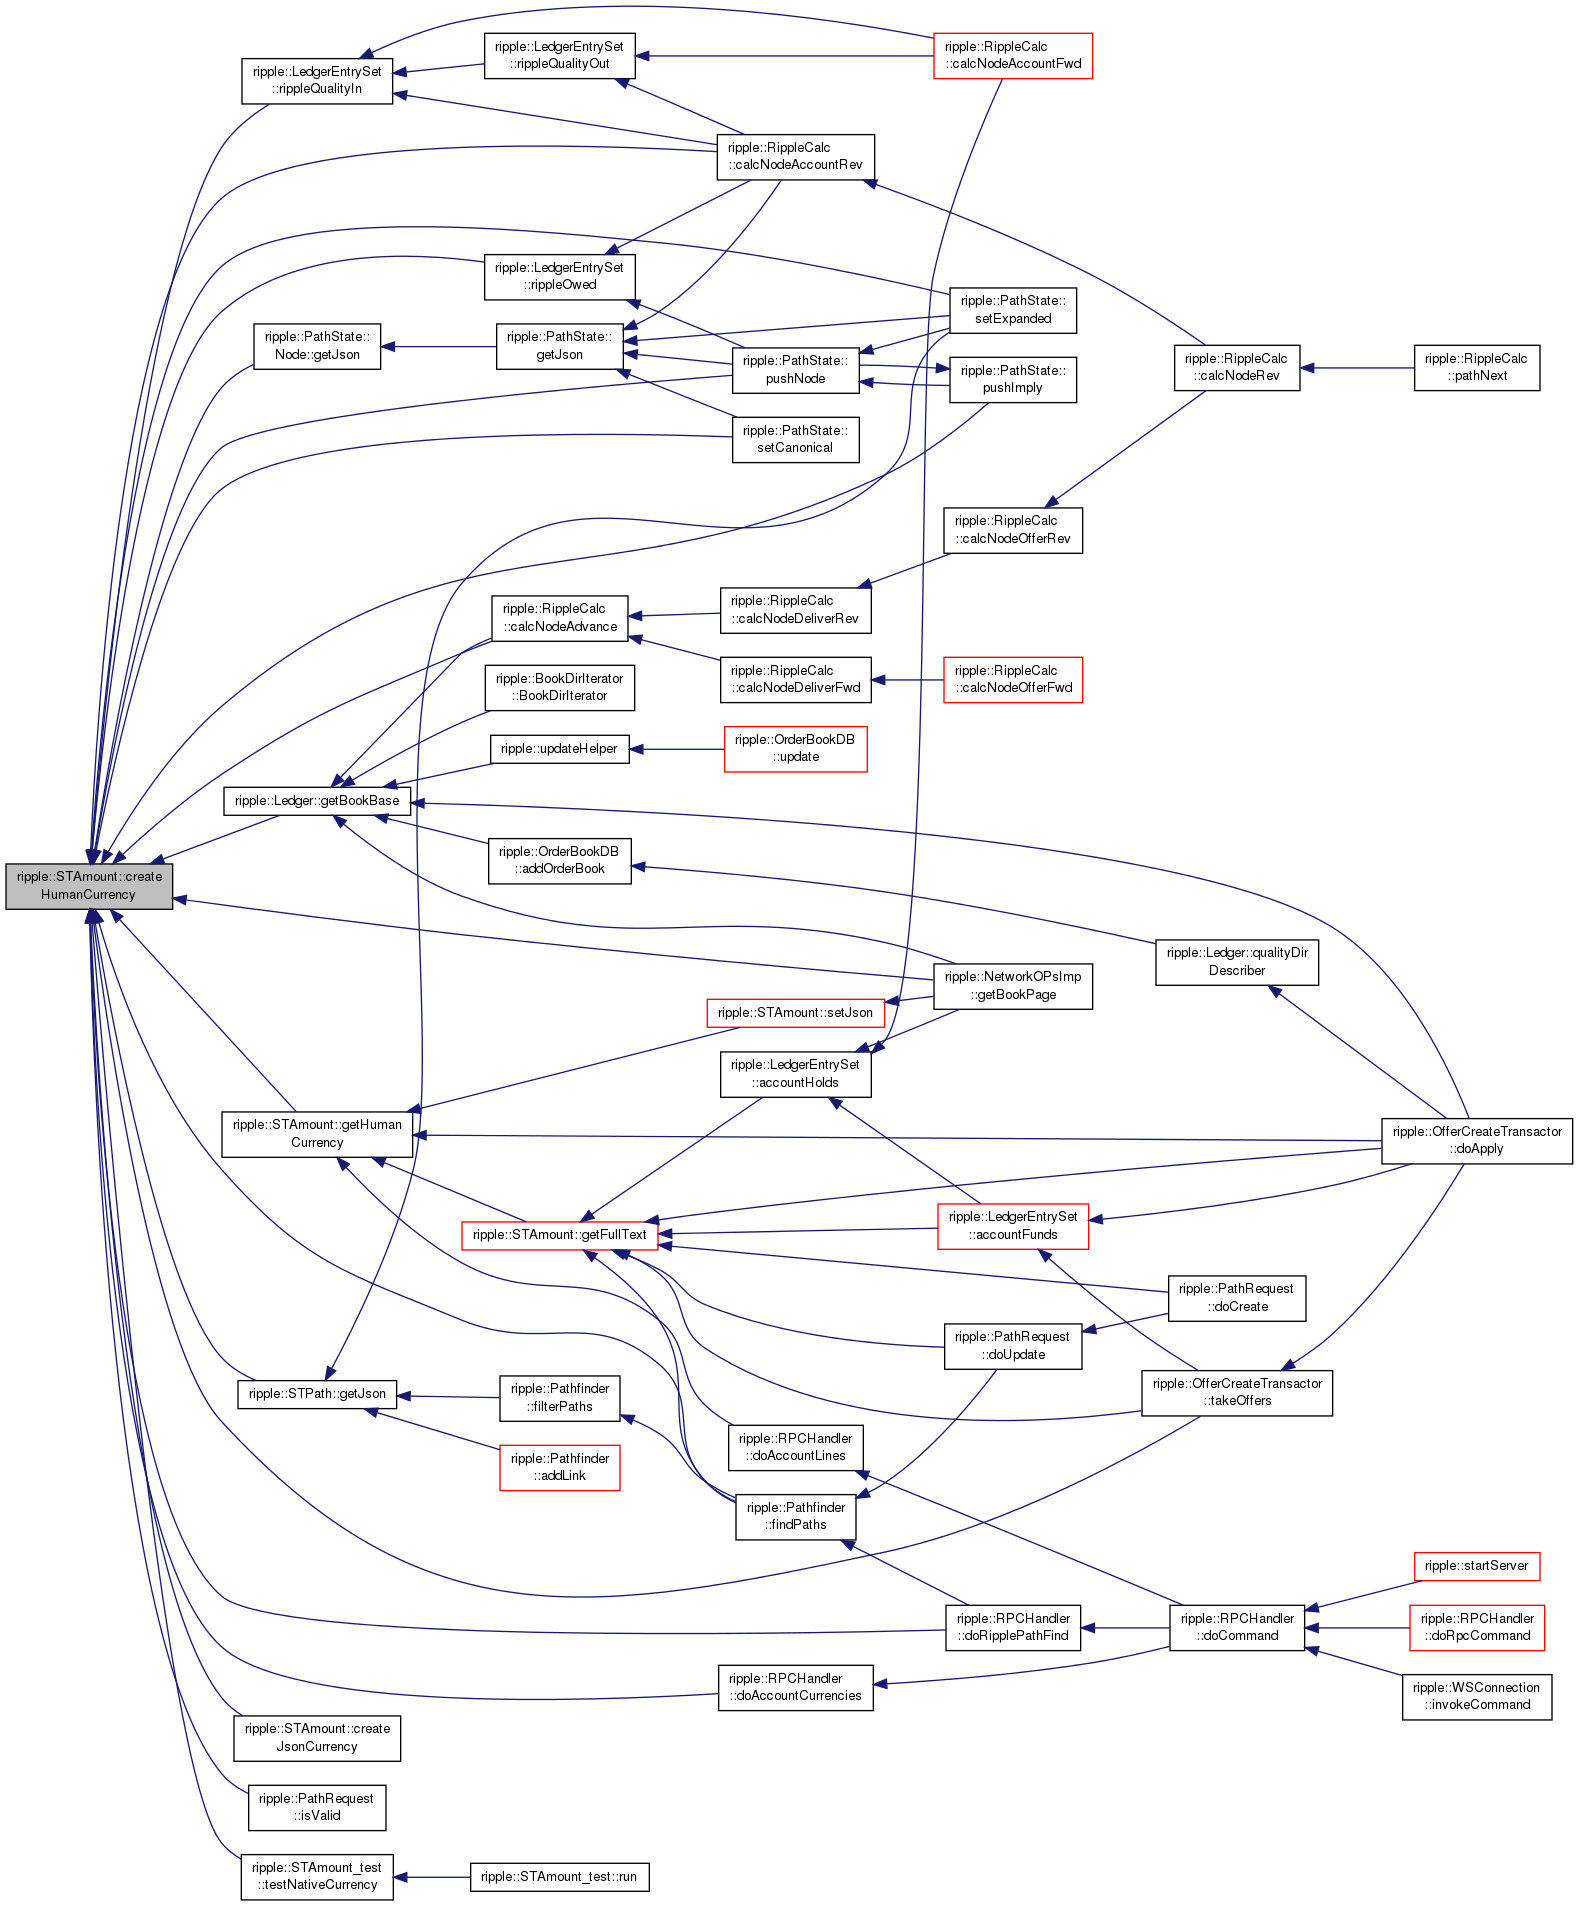 ripple::LedgerEntrySet
::rippleQualityIn
ripple::LedgerEntrySet
::rippleQualityOut
ripple::RippleCalc
::calcNodeAccountFwd
ripple::RippleCalc
::calcNodeAccountRev
ripple::LedgerEntrySet
::rippleOwed
ripple::PathState::
Node::getJson
ripple::PathState::
getJson
ripple::PathState::
setExpanded
ripple::PathState::
pushNode
ripple::PathState::
pushImply
ripple::PathState::
setCanonical
ripple::RippleCalc
::calcNodeRev
ripple::RippleCalc
::pathNext
ripple::RippleCalc
::calcNodeOfferRev
ripple::RippleCalc
::calcNodeAdvance
ripple::RippleCalc
::calcNodeDeliverRev
ripple::RippleCalc
::calcNodeDeliverFwd
ripple::RippleCalc
::calcNodeOfferFwd
ripple::BookDirIterator
::BookDirIterator
ripple::updateHelper
ripple::OrderBookDB
::update
ripple::Ledger::getBookBase
ripple::OrderBookDB
::addOrderBook
ripple::STAmount::create
HumanCurrency
ripple::Ledger::qualityDir
Describer
ripple::NetworkOPsImp
::getBookPage
ripple::STAmount::setJson
ripple::LedgerEntrySet
::accountHolds
ripple::STAmount::getHuman
Currency
ripple::OfferCreateTransactor
::doApply
ripple::STAmount::getFullText
ripple::LedgerEntrySet
::accountFunds
ripple::PathRequest
::doCreate
ripple::PathRequest
::doUpdate
ripple::STPath::getJson
ripple::Pathfinder
::filterPaths
ripple::OfferCreateTransactor
::takeOffers
ripple::Pathfinder
::addLink
ripple::RPCHandler
::doAccountLines
ripple::Pathfinder
::findPaths
ripple::startServer
ripple::RPCHandler
::doRipplePathFind
ripple::RPCHandler
::doCommand
ripple::RPCHandler
::doRpcCommand
ripple::RPCHandler
::doAccountCurrencies
ripple::WSConnection
::invokeCommand
ripple::STAmount::create
JsonCurrency
ripple::PathRequest
::isValid
ripple::STAmount_test
::testNativeCurrency
ripple::STAmount_test::run